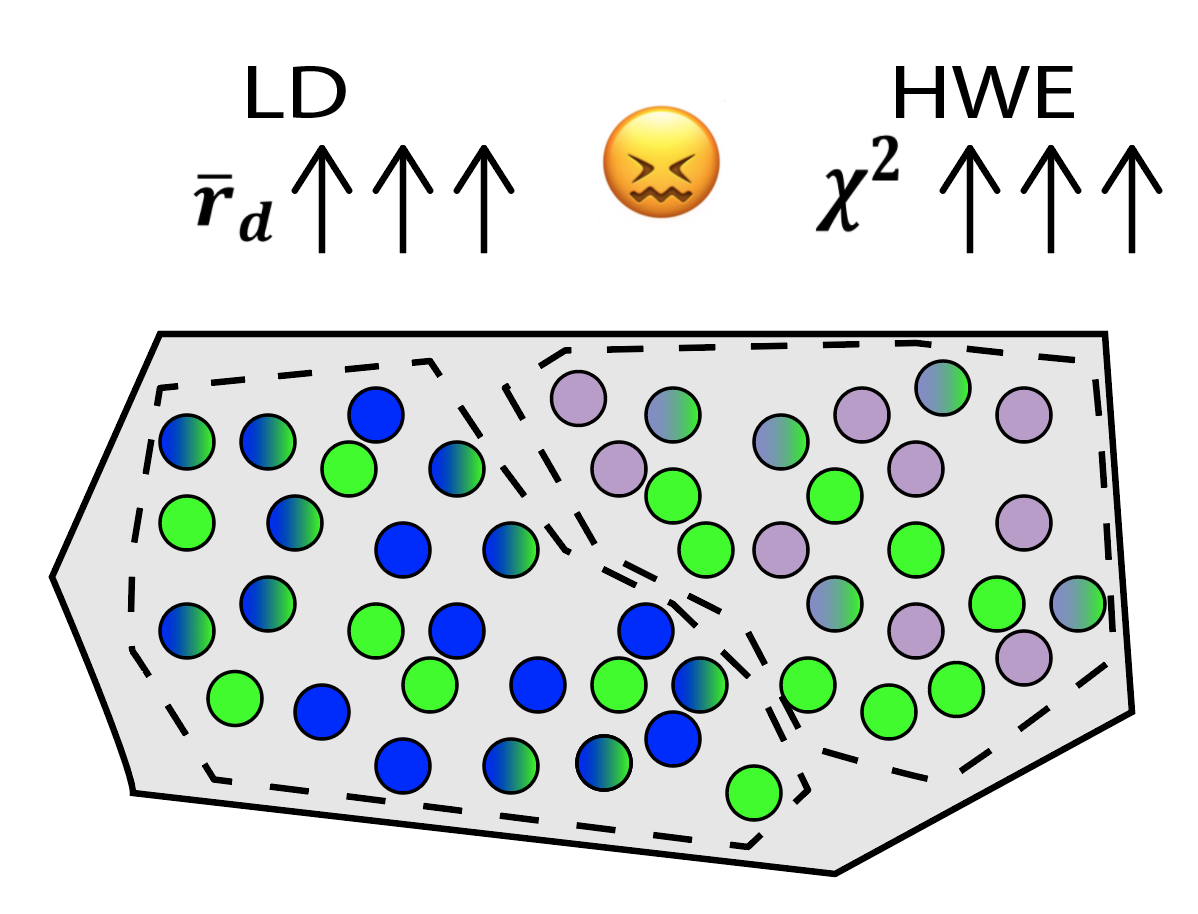 LD
HWE
r̄d ↑ ↑ ↑
χ² ↑ ↑ ↑